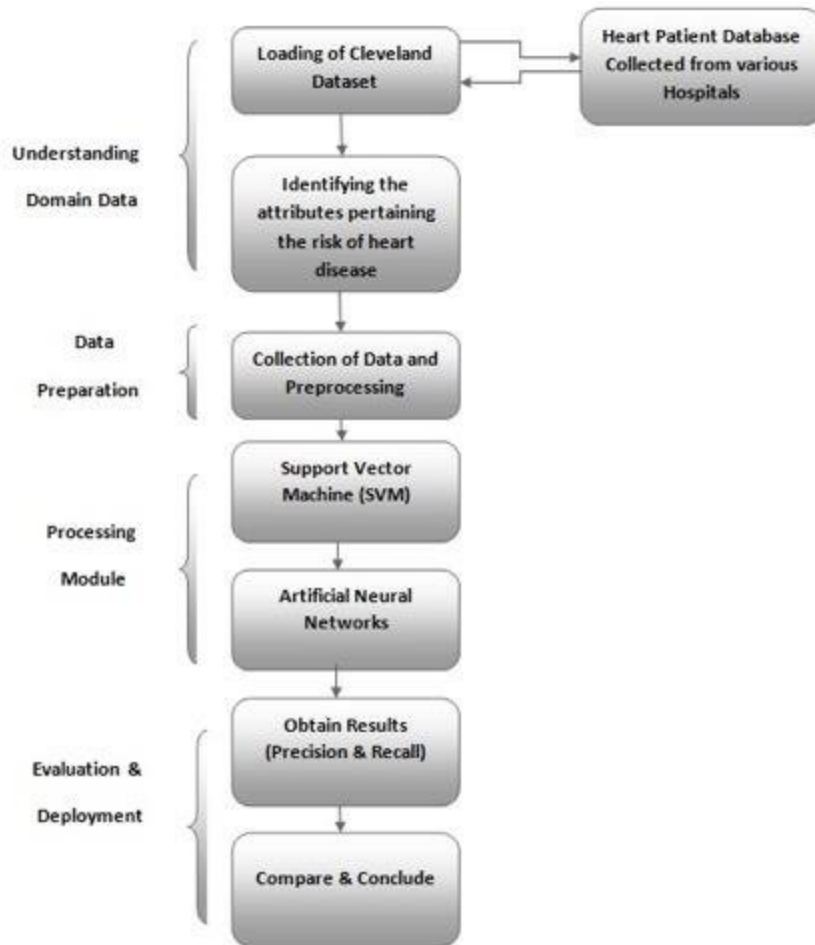 Loading of Cleveland
Dataset
Heart Patient Database
Collected from various
Hospitals
Understanding
Domain Data
Identifying the
attributes pertaining
the risk of heart
disease
Data
Preparation
Collection of Data and
Preprocessing
Support Vector
Machine (SVM)
Processing
Module
Artificial Neural
Networks
Obtain Results
(Precision & Recall)
Evaluation &
Deployment
Compare & Conclude